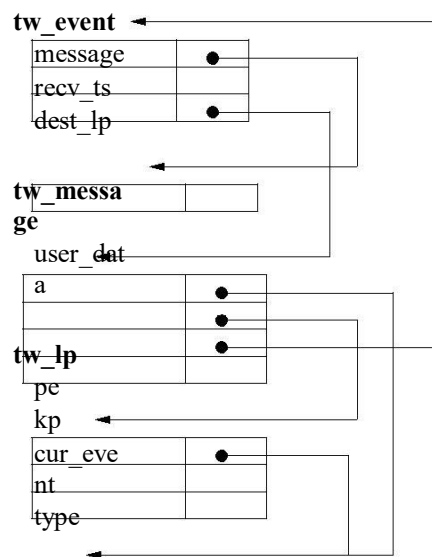 tw_event
message
recv_ts
dest_lp
tw_messa
ge
user_dat
a
tw_lp
pe
kp
cur_eve
nt
type